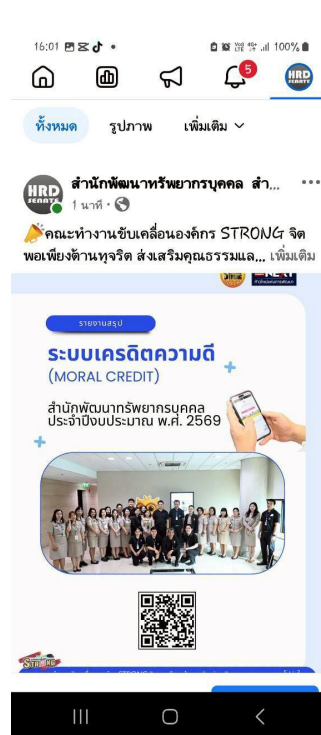 16:01
100%
5
HRD
SENATE
ทั้งหมด
รูปภาพ
เพิ่มเติม
HRD
SENATE
สำนักพัฒนาทรัพยากรบุคคล สำ...
1 นาที
คณะทำงานขับเคลื่อนองค์กร STRONG จิต
พอเพียงต้านทุจริต ส่งเสริมคุณธรรมแล... เพิ่มเติม
รายงานสรุป
ระบบเครดิตความดี
(MORAL CREDIT)
สำนักพัฒนาทรัพยากรบุคคล
ประจำปีงบประมาณ พ.ศ. 2569